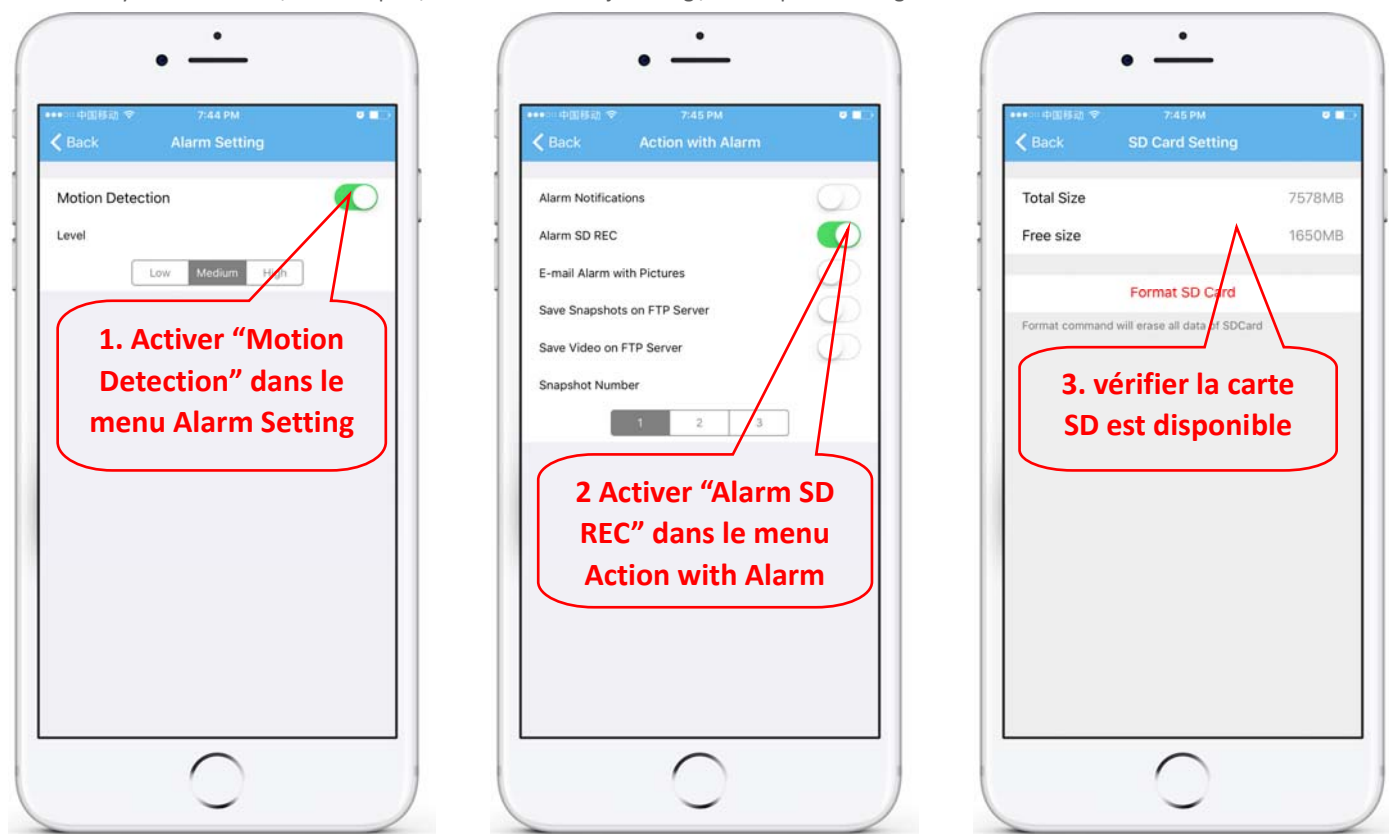 中国移动 7:44 PM
Back Alarm Setting
Motion Detection
Level
Low Medium High
1. Activer “Motion
Detection” dans le
menu Alarm Setting
中国移动 7:45 PM
Back Action with Alarm
Alarm Notifications
Alarm SD REC
E-mail Alarm with Pictures
Save Snapshots on FTP Server
Save Video on FTP Server
Snapshot Number
1 2 3
2 Activer “Alarm SD
REC” dans le menu
Action with Alarm
中国移动 7:45 PM
Back SD Card Setting
Total Size 7578MB
Free size 1650MB
Format SD Card
Format command will erase all data of SDCard
3. vérifier la carte
SD est disponible